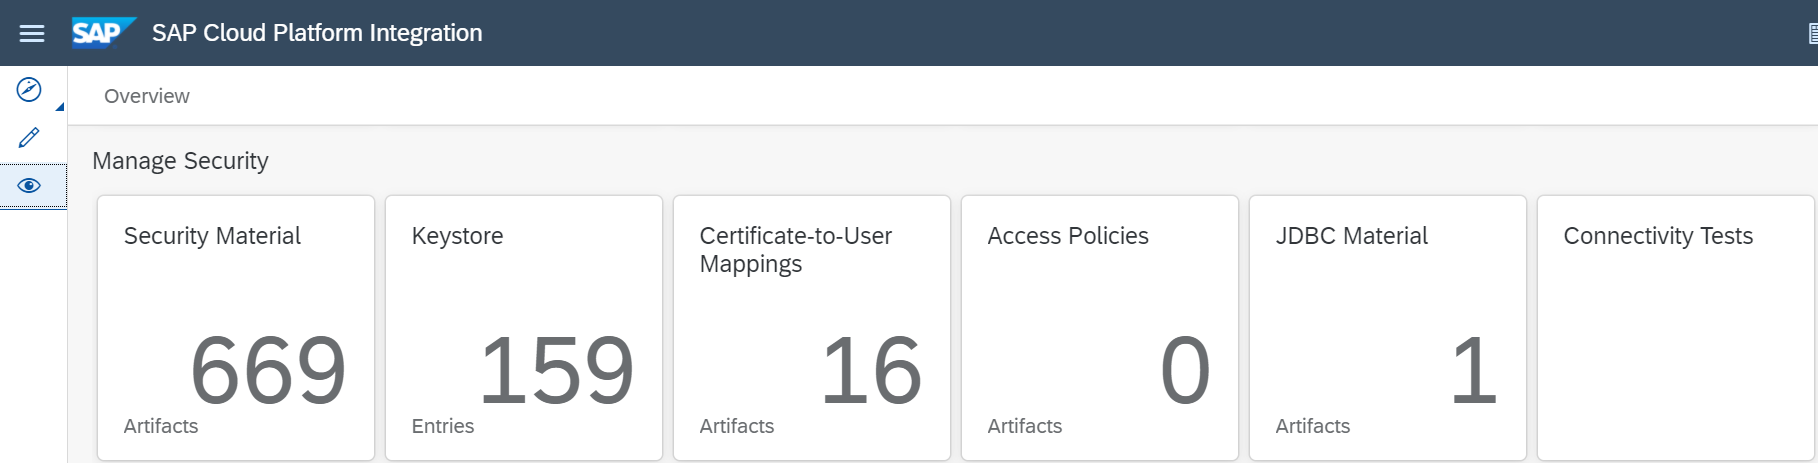 SAP SAP Cloud Platform Integration
Overview
Manage Security
Security Material
669
Artifacts
Keystore
159
Entries
Certificate-to-User
Mappings
16
Artifacts
Access Policies
0
Artifacts
JDBC Material
1
Artifacts
Connectivity Tests